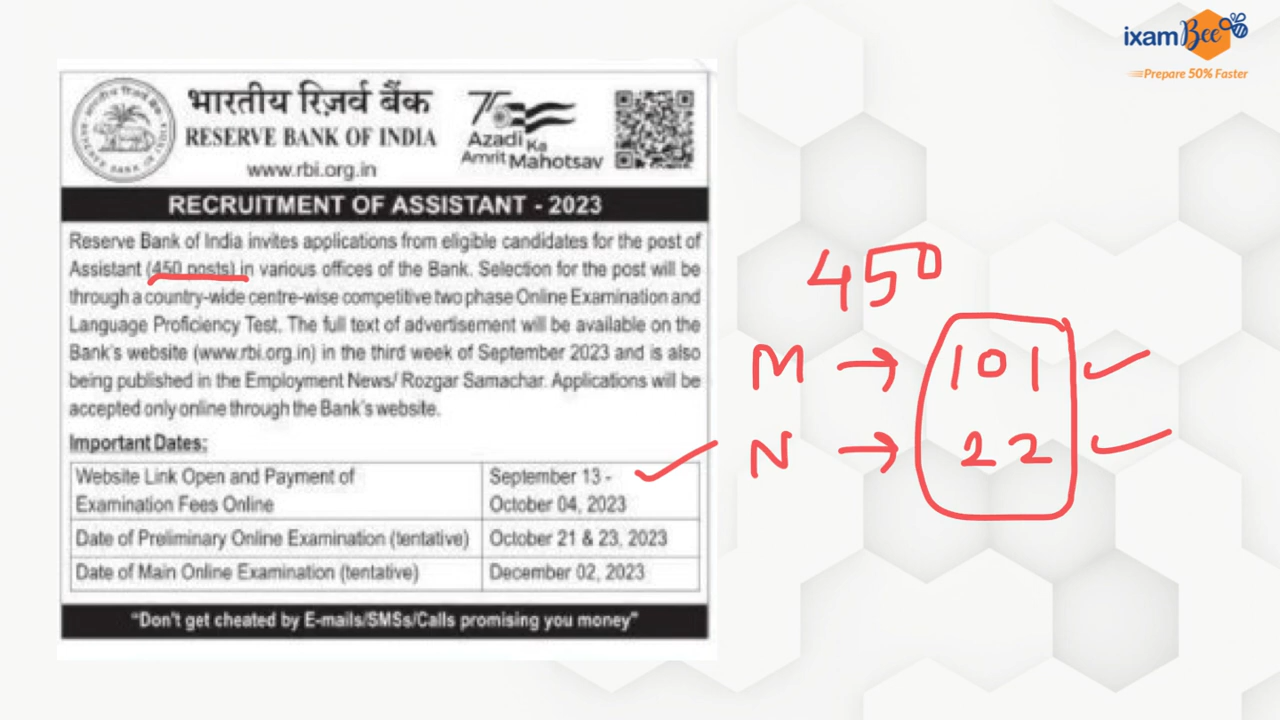 ixamBee
Prepare 50% Faster
भारतीय रिज़र्व बैंक
RESERVE BANK OF INDIA
www.rbi.org.in
75
Azadi Ka
Amrit Mahotsav
RECRUITMENT OF ASSISTANT - 2023
Reserve Bank of India invites applications from eligible candidates for the post of
Assistant (450 posts) in various offices of the Bank. Selection for the post will be
through a country-wide centre-wise competitive two phase Online Examination and
Language Proficiency Test. The full text of advertisement will be available on the
Bank's website (www.rbi.org.in) in the third week of September 2023 and is also
being published in the Employment News/ Rozgar Samachar. Applications will be
accepted only online through the Bank's website.
Important Dates:
Website Link Open and Payment of
Examination Fees Online
September 13 -
October 04, 2023
Date of Preliminary Online Examination (tentative) October 21 & 23, 2023
Date of Main Online Examination (tentative) December 02, 2023
"Don't get cheated by E-mails/SMSs/Calls promising you money"
450
M → 101
N → 22